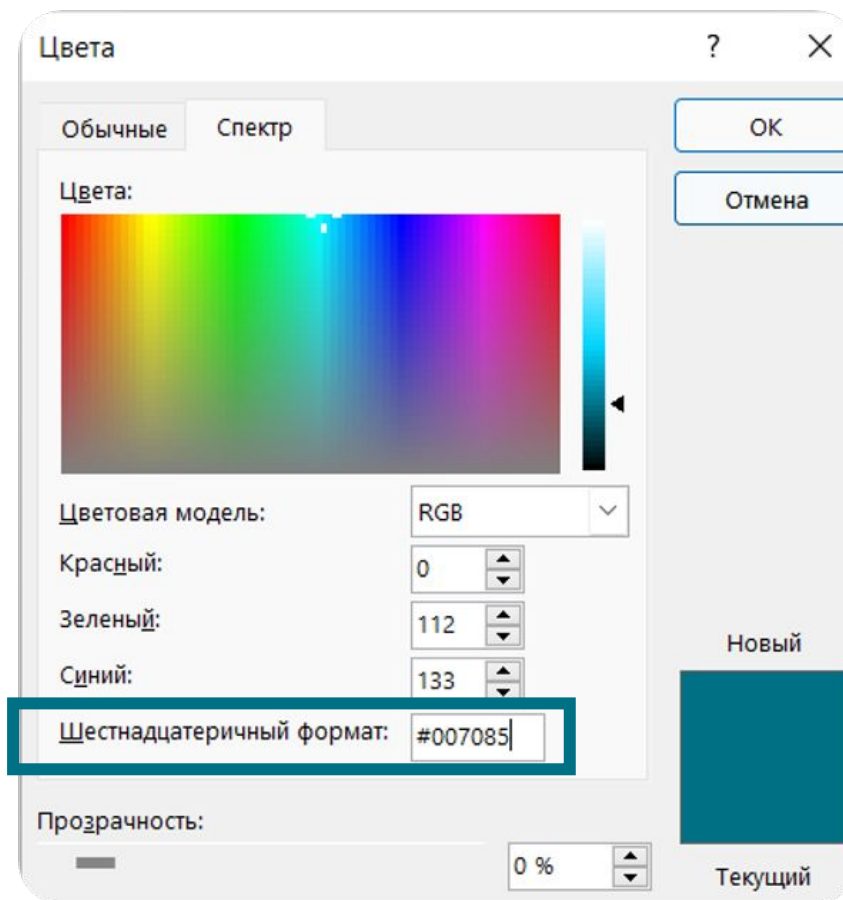 Цвета ?
Обычные Спектр
ОК
Отмена
Цвета:
Цветовая модель: RGB
Красный: 0
Зеленый: 112
Синий: 133
Шестнадцатеричный формат: #007085
Новый
Прозрачность:
0 %
Текущий